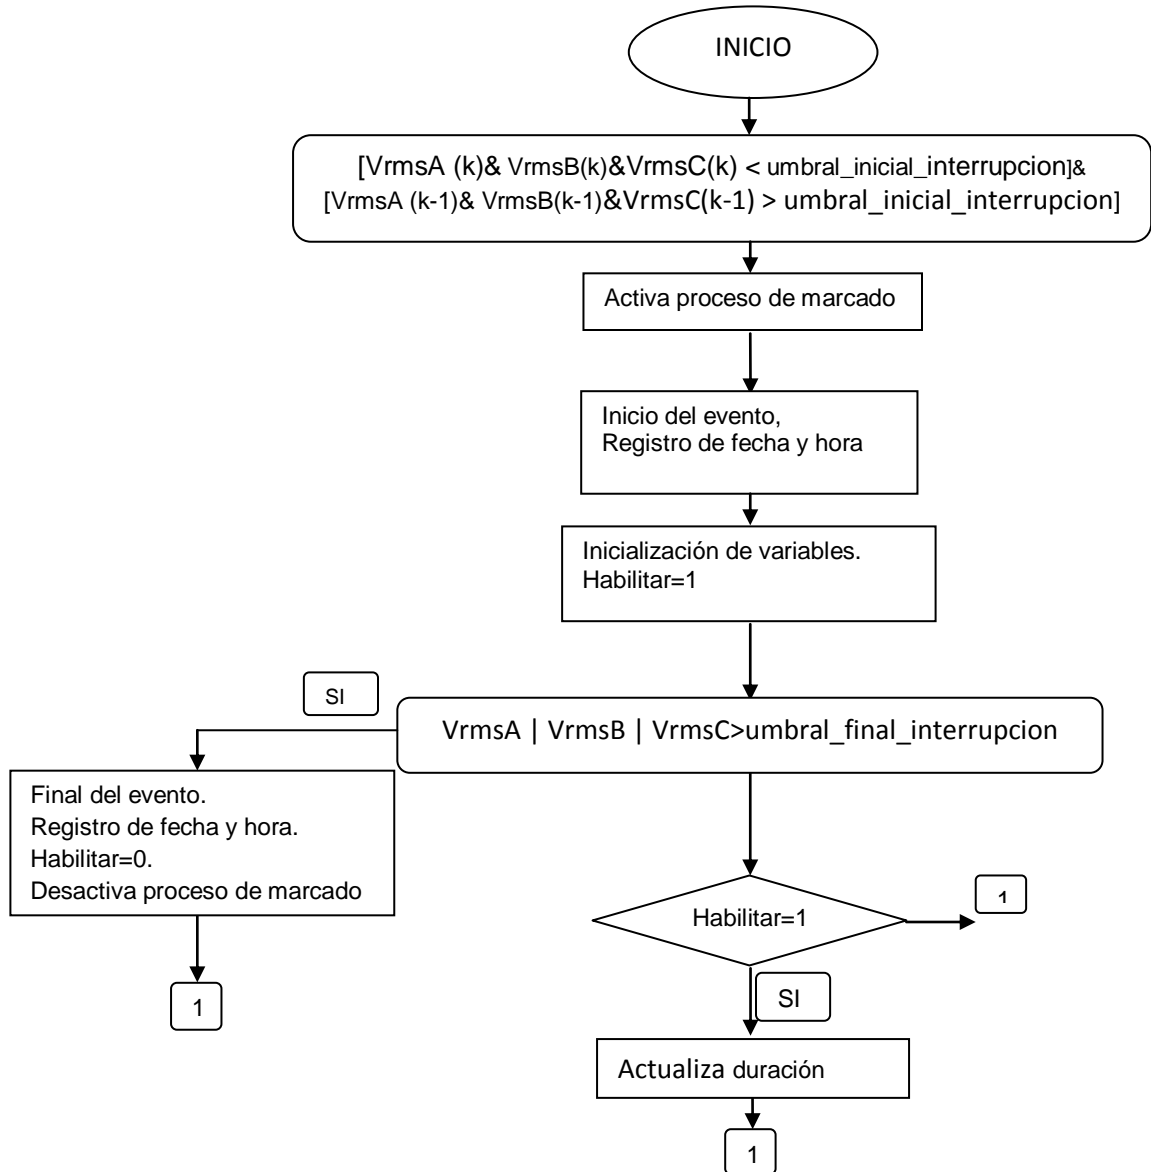 INICIO
[VrmsA (k)& VrmsB(k)&VrmsC(k) < umbral_inicial_interrupcion]&
[VrmsA (k-1)& VrmsB(k-1)&VrmsC(k-1) > umbral_inicial_interrupcion]
Activa proceso de marcado
Inicio del evento,
Registro de fecha y hora
Inicialización de variables.
Habilitar=1
SI
VrmsA | VrmsB | VrmsC>umbral_final_interrupcion
Final del evento.
Registro de fecha y hora.
Habilitar=0.
Desactiva proceso de marcado
1
Habilitar=1
1
SI
Actualiza duración
1